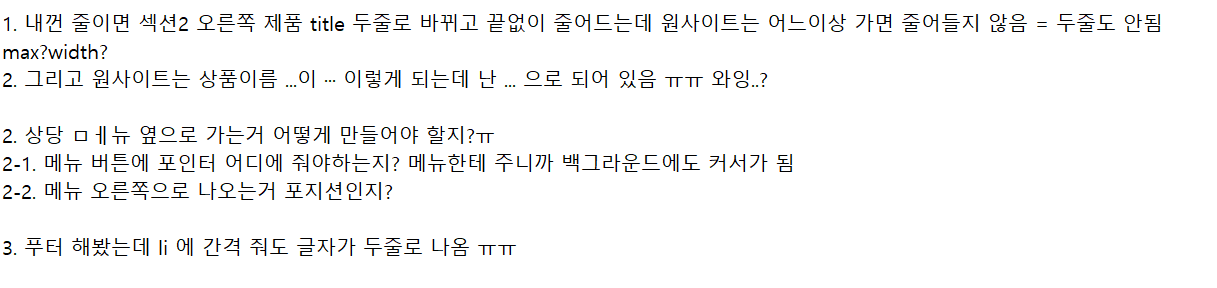 1. 내껀 줄이면 섹션2 오른쪽 제품 title 두줄로 바뀌고 끝없이 줄어드는데 원사이트는 어느이상 가면 줄어들지 않음 = 두줄도 안됨
max?width?
2. 그리고 원사이트는 상품이름 ...이 ··· 이렇게 되는데 난 ... 으로 되어 있음 ㅠㅠ 와잉..?
2. 상당 ㅁㅔ뉴 옆으로 가는거 어떻게 만들어야 할지?ㅠ
2-1. 메뉴 버튼에 포인터 어디에 줘야하는지? 메뉴한테 주니까 백그라운드에도 커서가 됨
2-2. 메뉴 오른쪽으로 나오는거 포지션인지?
3. 푸터 해봤는데 li 에 간격 줘도 글자가 두줄로 나옴 ㅠㅠ